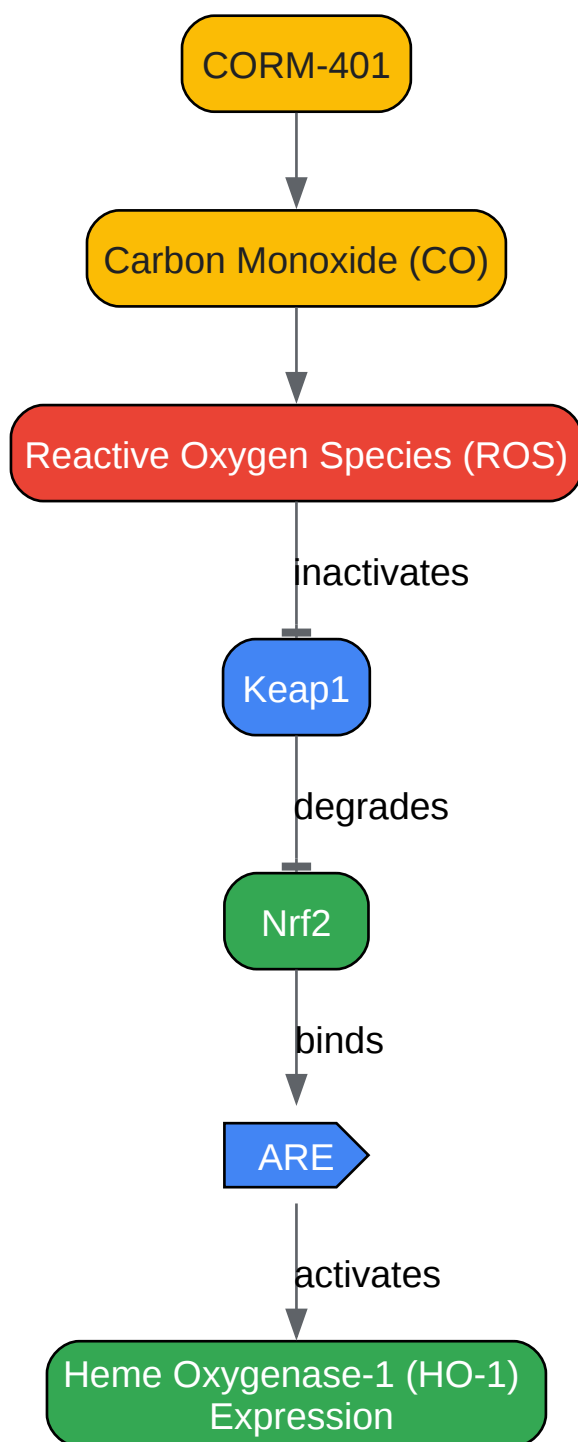 CORM-401
Carbon Monoxide (CO)
Reactive Oxygen Species (ROS)
inactivates
Keap1
degrades
Nrf2
binds
ARE
activates
Heme Oxygenase-1 (HO-1)
Expression